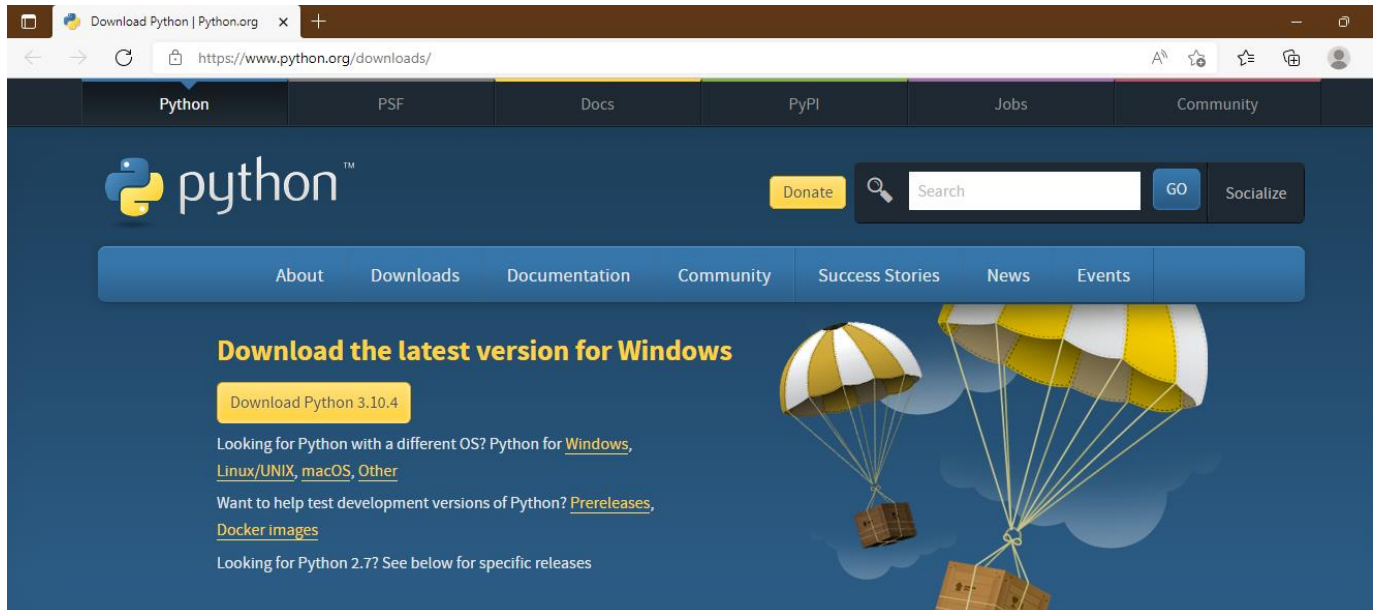 Download Python | Python.org
https://www.python.org/downloads/
Python PSF Docs PyPI Jobs Community
python™
Donate Search GO Socialize
About Downloads Documentation Community Success Stories News Events
Download the latest version for Windows
Download Python 3.10.4
Looking for Python with a different OS? Python for Windows,
Linux/UNIX, macOS, Other
Want to help test development versions of Python? Prereleases,
Docker images
Looking for Python 2.7? See below for specific releases